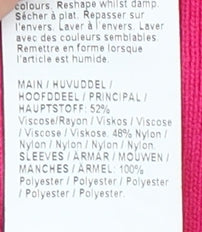 colours. Reshape whilst damp.
Sécher à plat. Repasser sur
l'envers. Laver à l'envers. Laver
avec des couleurs semblables.
Remettre en forme lorsque
l'article est humide.
MAIN / HUVUDDEL /
HOOFDDEEL / PRINCIPAL /
HAUPTSTOFF: 52%
Viscose/Rayon / Viskos / Viscose
/ Viscose / Viskose. 48% Nylon /
Nylon / Nylon / Nylon / Nylon.
SLEEVES / ÄRMAR / MOUWEN /
MANCHES / ÄRMEL: 100%
Polyester / Polyester / Polyester
/ Polyester / Polyester.